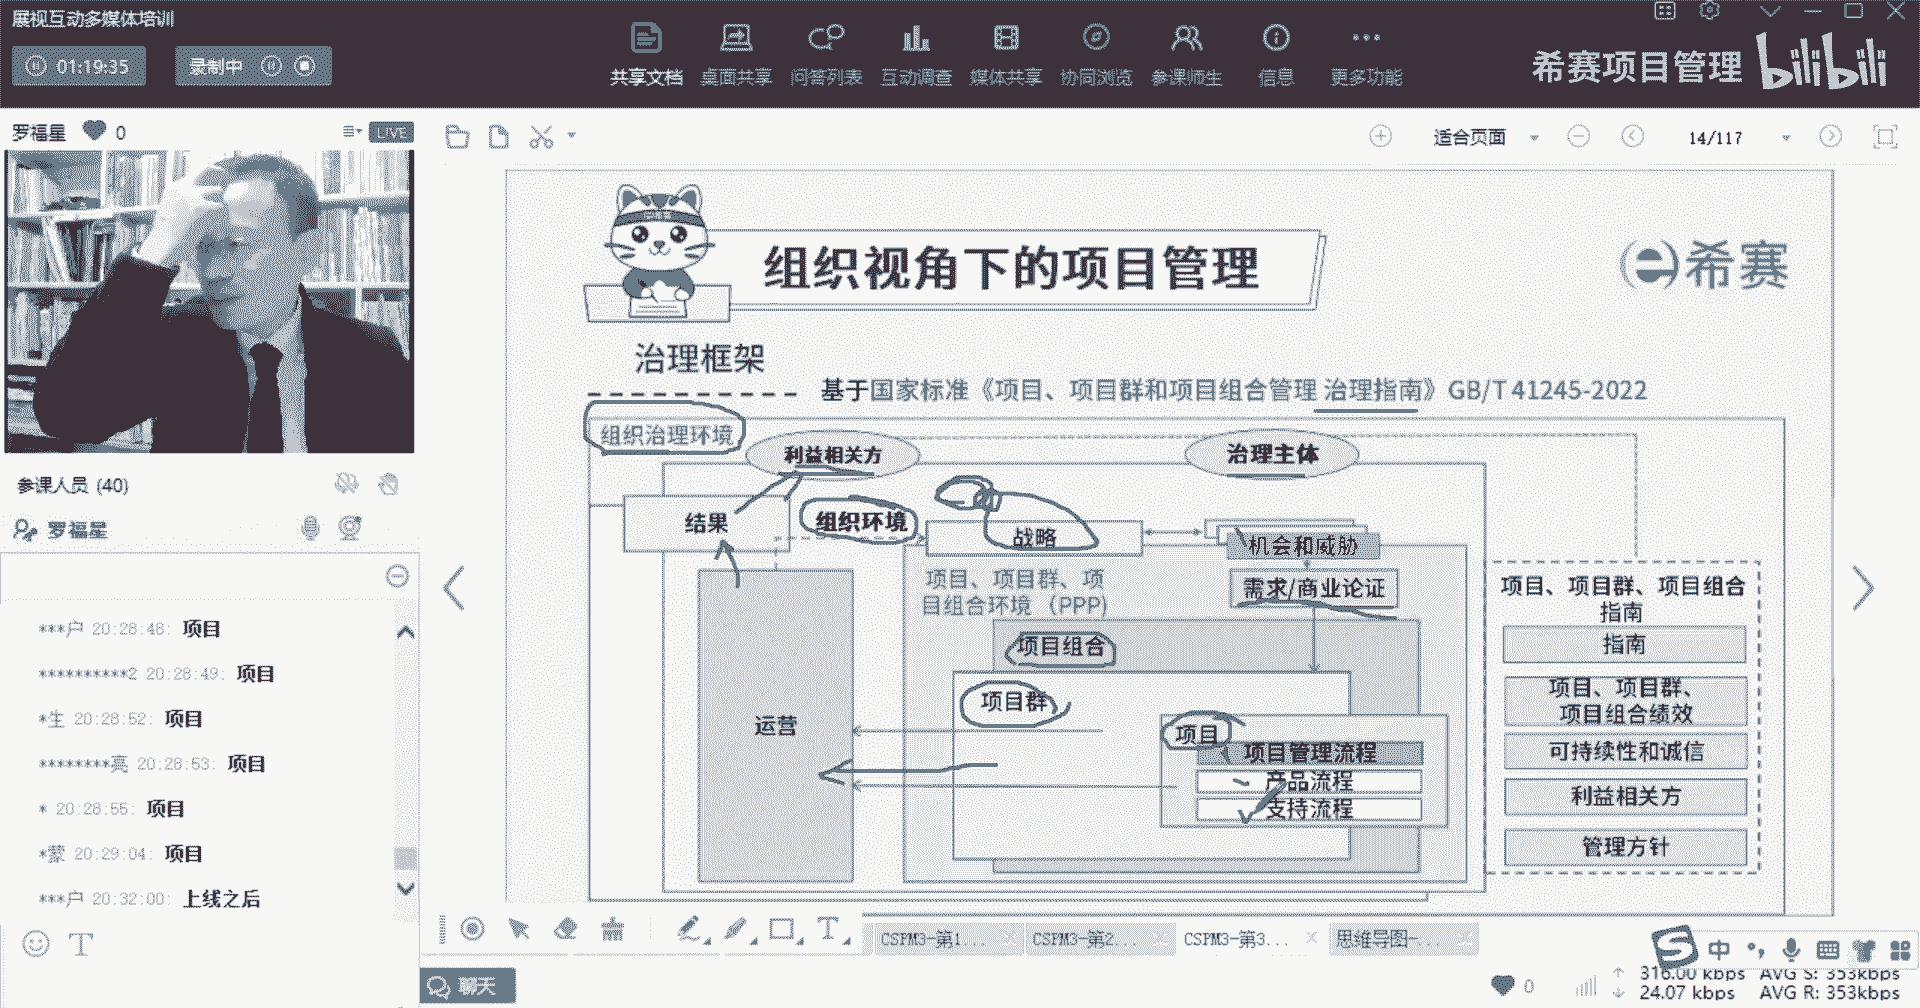 展视互动多媒体培训
01:19:35
录制中
共享文档
桌面共享
问答列表
互动调查
媒体共享
协同浏览
参课师生
信息
更多功能
希赛项目管理 bilibili
罗福星 0
LIVE
适合页面
14/117
组织视角下的项目管理
希赛
治理框架
基于国家标准《项目、项目群和项目组合管理 治理指南》GB/T 41245-2022
组织治理环境
利益相关方
治理主体
结果
组织环境
战略
机会和威胁
项目、项目群、项
目组合环境 （PPP）
需求/商业论证
项目组合
项目群
项目
项目管理流程
产品流程
支持流程
运营
项目、项目群、项目组合
指南
指南
项目、项目群、
项目组合绩效
可持续性和诚信
利益相关方
管理方针
参课人员 (40)
罗福星
***户 20:28:48: 项目
**********2 20:28:49: 项目
*生 20:28:52: 项目
********亮 20:28:53: 项目
* 20:28:55: 项目
*蒙 20:29:04: 项目
***户 20:32:00: 上线之后
CSPM3-第1...
CSPM3-第2...
CSPM3-第3...
思维导图-...
聊天
中
0
316.00 kbps AVG S: 353kbps
24.07 kbps AVG R: 353kbps